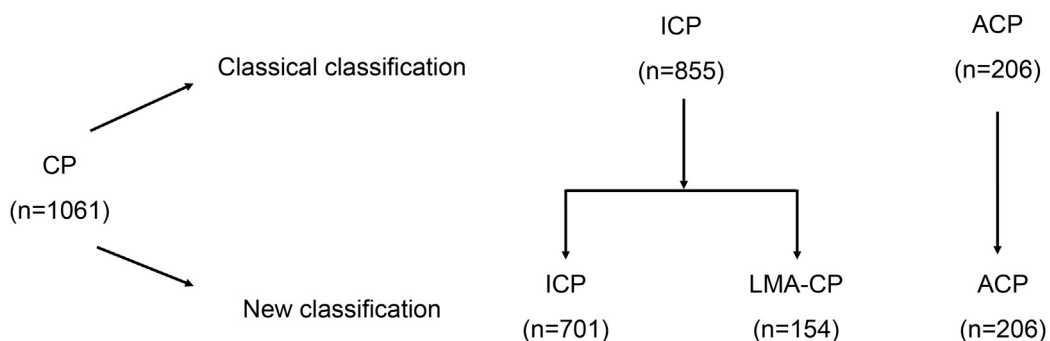 ICP
ACP
Classical classification
(n=855)
(n=206)
CP
(n=1061)
New classification
ICP
LMA-CP
ACP
(n=701)
(n=154)
(n=206)